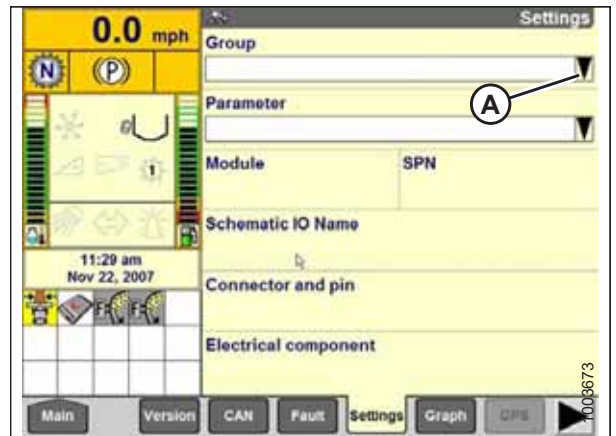 0.0 mph
Settings
Group
N
(P)
A
Parameter
1
Module
SPN
Schematic IO Name
11:29 am
Nov 22, 2007
Connector and pin
Electrical component
1003673
Main
Version
CAN
Fault
Settings
Graph
GPS